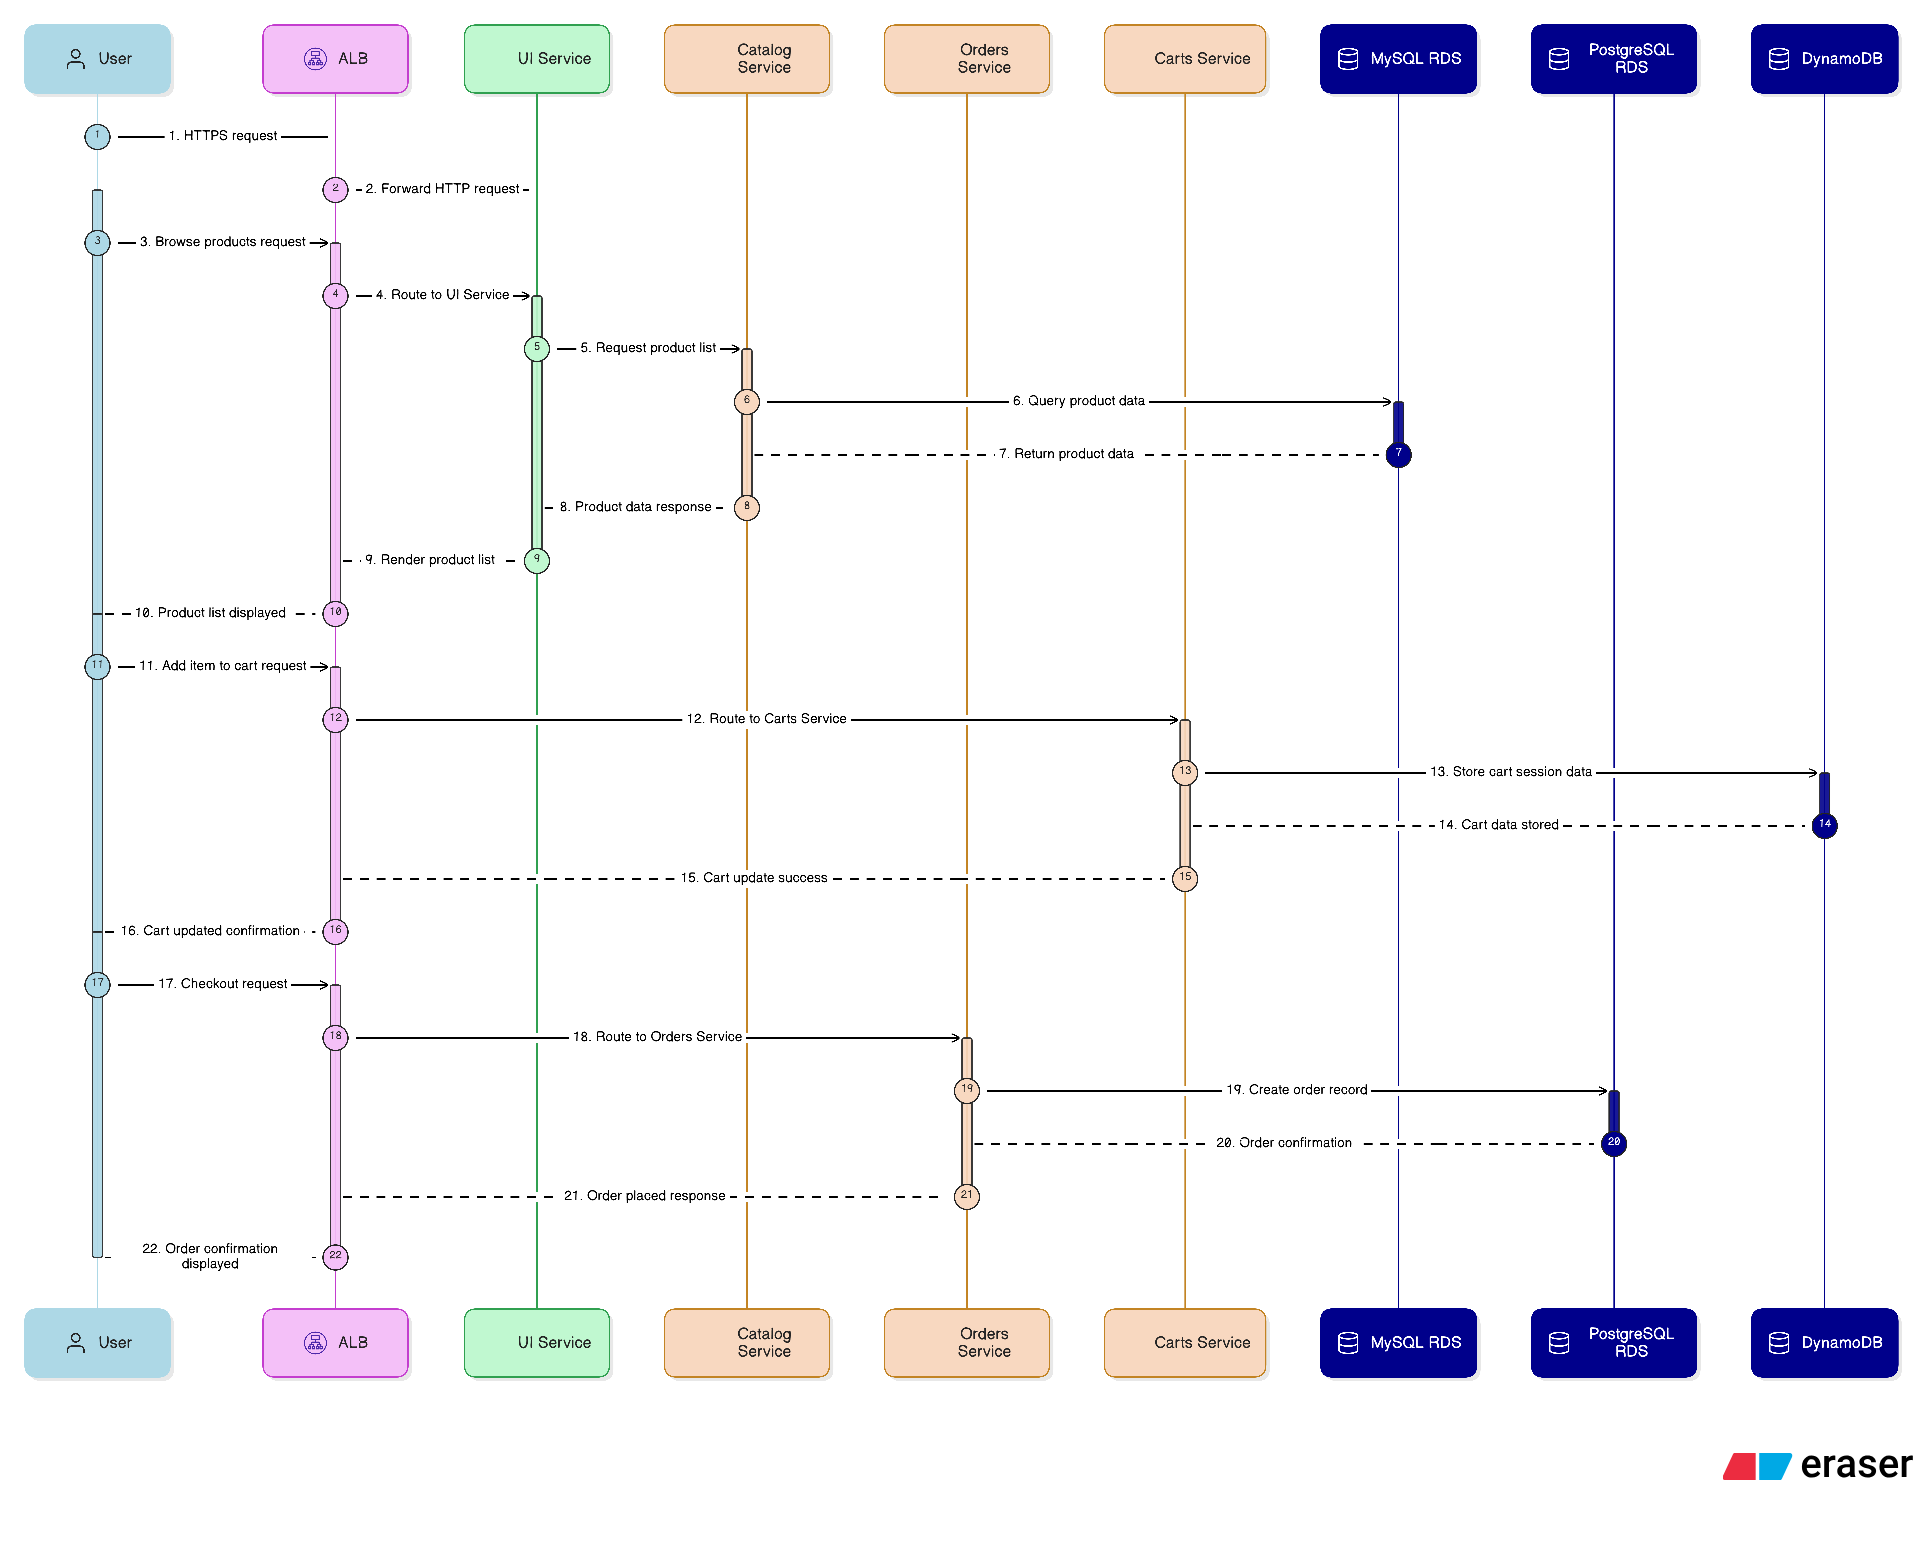 User
ALB
UI Service
Catalog
Service
Orders
Service
Carts Service
MySQL RDS
PostgreSQL
RDS
DynamoDB
1
1. HTTPS request
2
2. Forward HTTP request
3
3. Browse products request
4
4. Route to UI Service
5
5. Request product list
6
6. Query product data
7. Return product data
7
8. Product data response
8
9. Render product list
9
10. Product list displayed
10
11
11. Add item to cart request
12
12. Route to Carts Service
13
13. Store cart session data
14. Cart data stored
14
15. Cart update success
15
16. Cart updated confirmation
16
17
17. Checkout request
18
18. Route to Orders Service
19
19. Create order record
20. Order confirmation
20
21. Order placed response
21
22. Order confirmation
displayed
22
User
ALB
UI Service
Catalog
Service
Orders
Service
Carts Service
MySQL RDS
PostgreSQL
RDS
DynamoDB
eraser